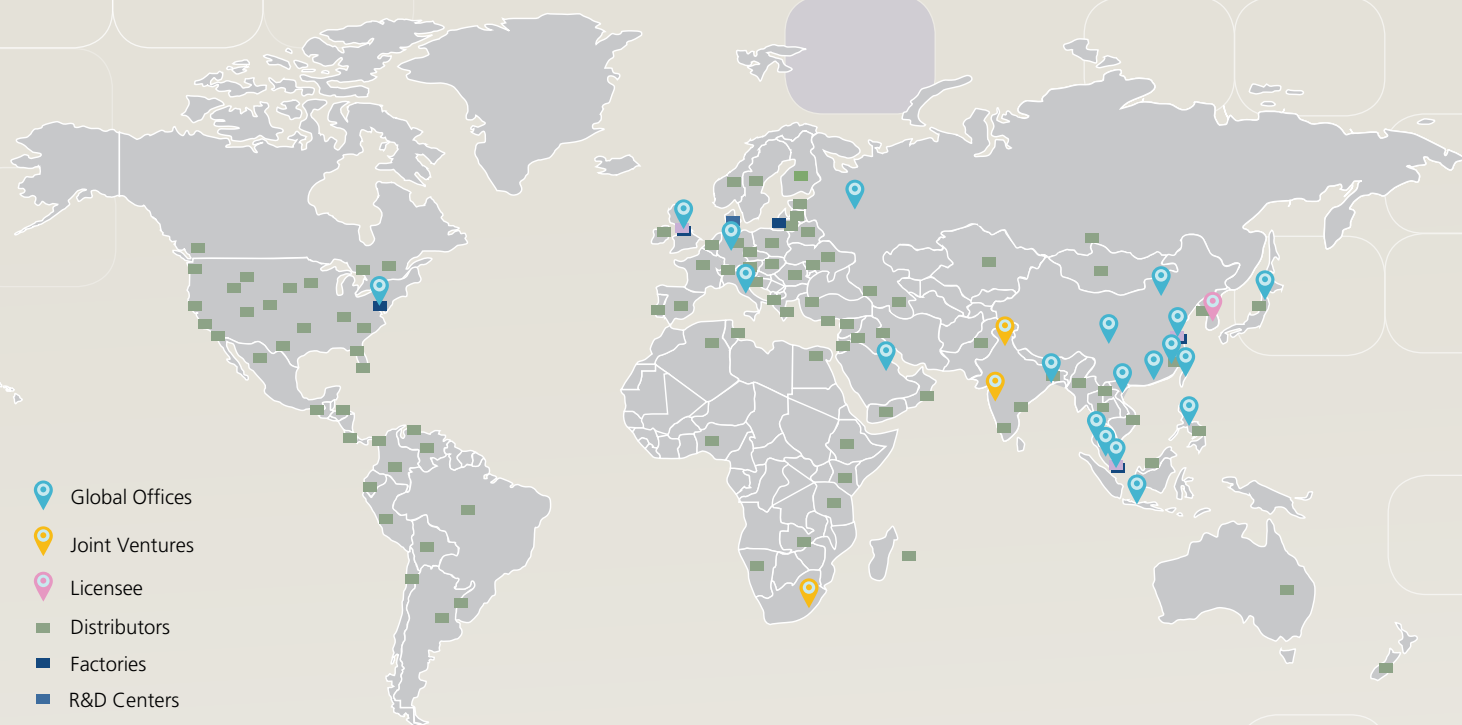 Global Offices
Joint Ventures
Licensee
Distributors
Factories
R&D Centers